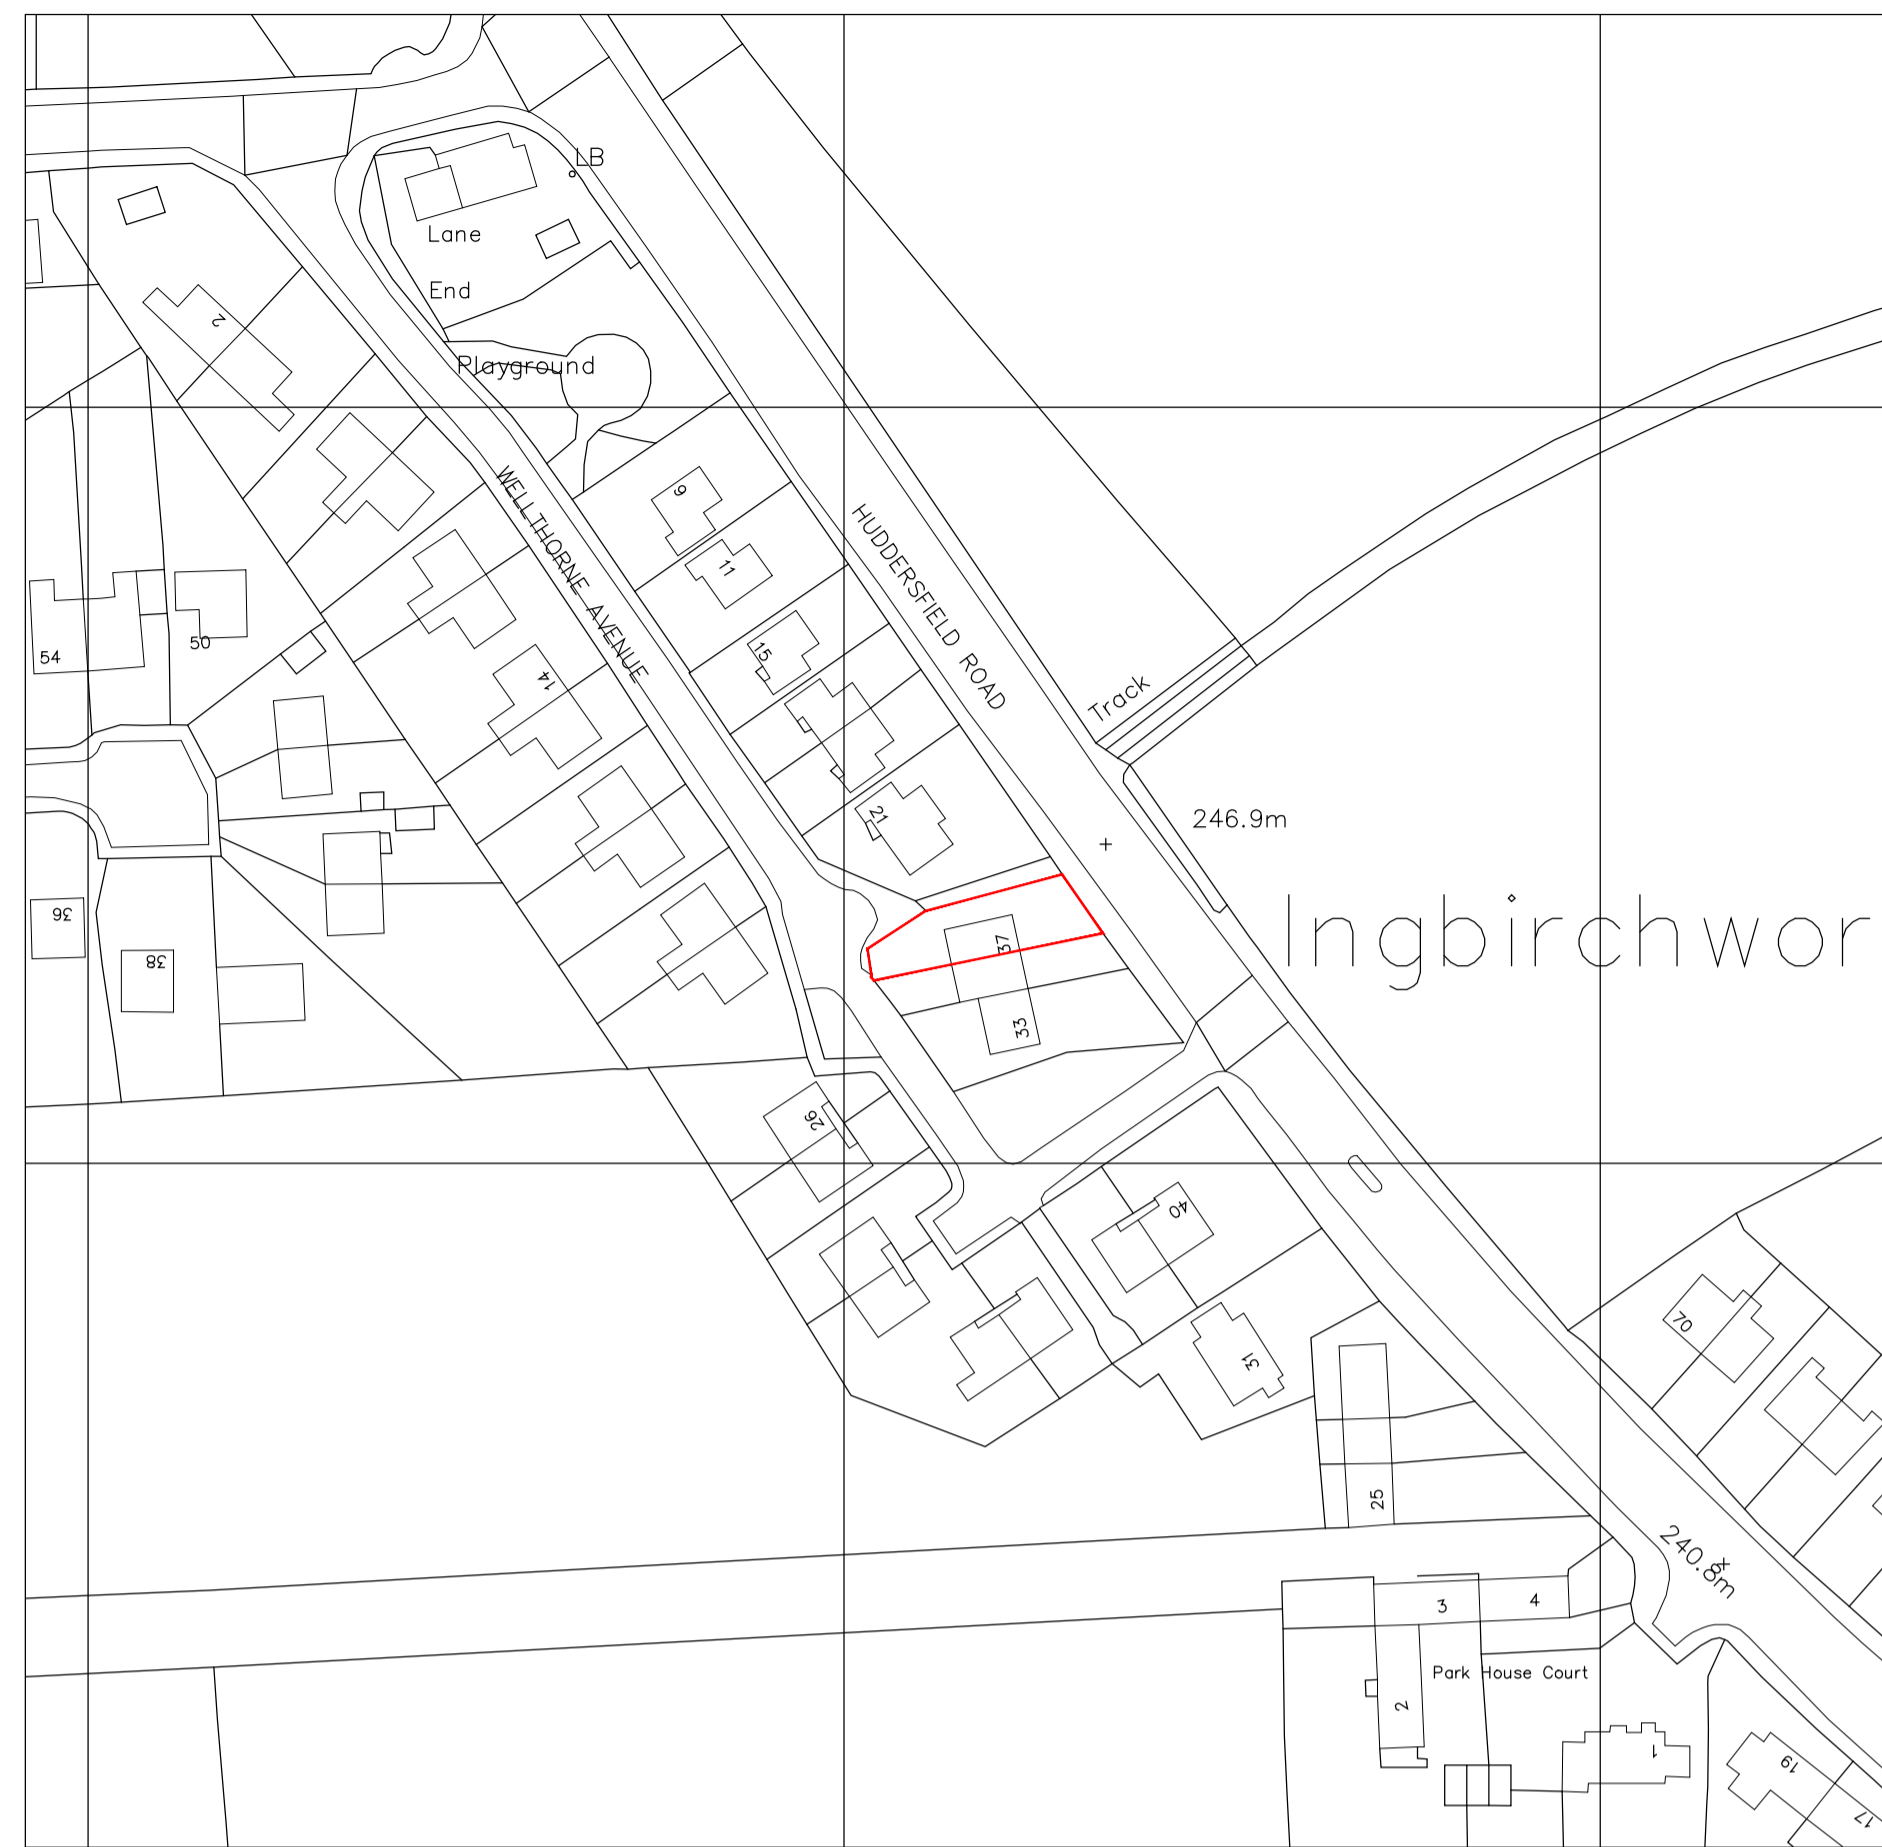 LB
Lane
End
2
Playground
9
WELLTHORNE AVENUE
HUDDERSFIELD ROAD
11
50
54
15
14
Track
21
246.9m
36
38
37
Ingbirchwor
33
26
40
70
31
25
240.8m
3
4
Park House Court
2
1
19
17